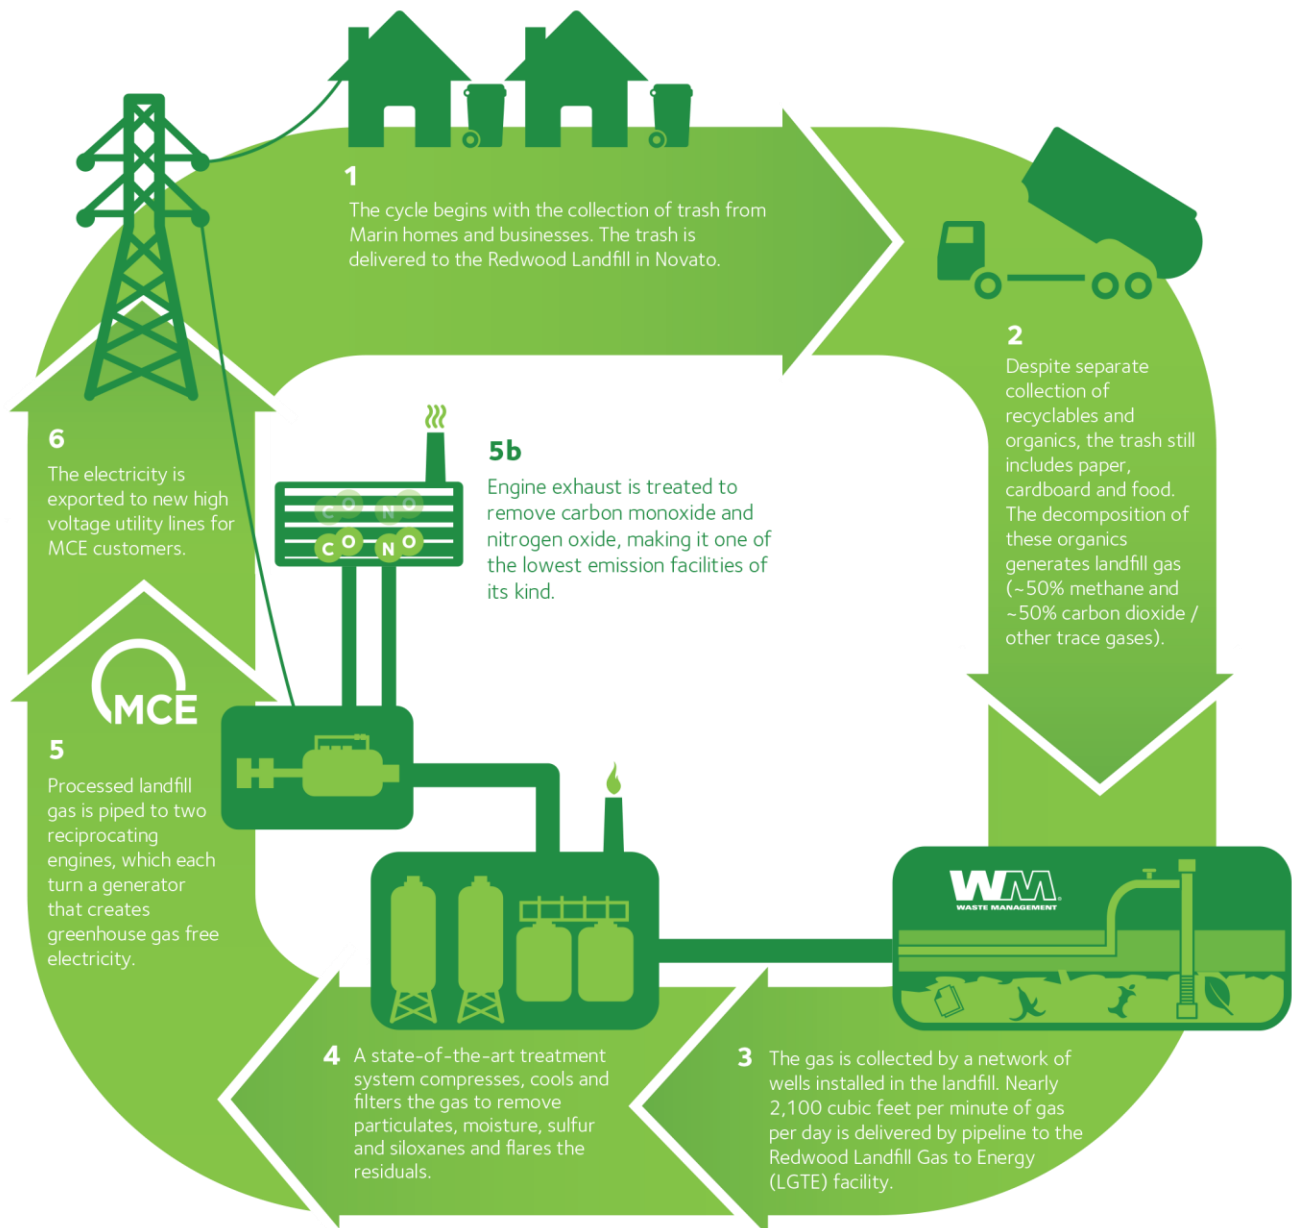 1
The cycle begins with the collection of trash from
Marin homes and businesses. The trash is
delivered to the Redwood Landfill in Novato.
2
Despite separate
collection of
recyclables and
organics, the trash still
includes paper,
cardboard and food.
The decomposition of
these organics
generates landfill gas
(~50% methane and
~50% carbon dioxide /
other trace gases).
WM
WASTE MANAGEMENT
3
The gas is collected by a network of
wells installed in the landfill. Nearly
2,100 cubic feet per minute of gas
per day is delivered by pipeline to the
Redwood Landfill Gas to Energy
(LGTE) facility.
4
A state-of-the-art treatment
system compresses, cools and
filters the gas to remove
particulates, moisture, sulfur
and siloxanes and flares the
residuals.
MCE
5
Processed landfill
gas is piped to two
reciprocating
engines, which each
turn a generator
that creates
greenhouse gas free
electricity.
C O N O
C O N O
5b
Engine exhaust is treated to
remove carbon monoxide and
nitrogen oxide, making it one of
the lowest emission facilities of
its kind.
6
The electricity is
exported to new high
voltage utility lines for
MCE customers.